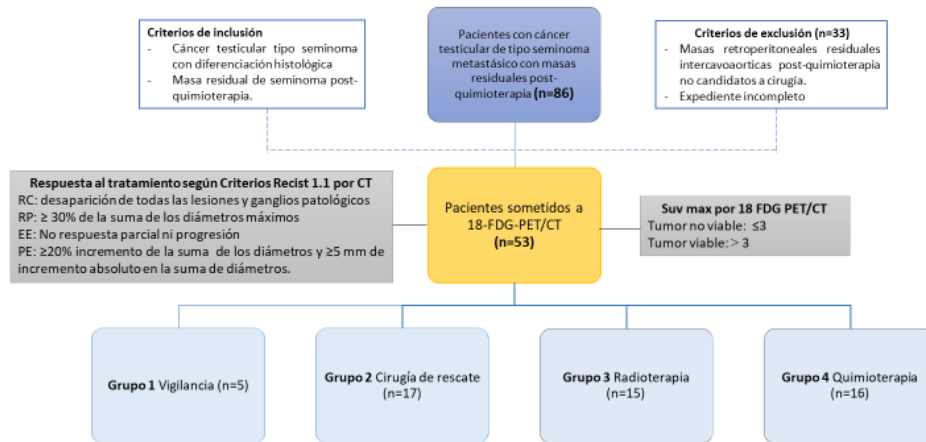 Criterios de inclusión
- Cáncer testicular tipo seminoma
con diferenciación histológica
- Masa residual de seminoma post-
quimioterapia.
Pacientes con cáncer
testicular de tipo seminoma
metastásico con masas
residuales post-
quimioterapia (n=86)
Criterios de exclusión (n=33)
- Masas retroperitoneales residuales
intercavoaorticas post-quimioterapia
no candidatos a cirugía.
- Expediente incompleto
Respuesta al tratamiento según Criterios Recist 1.1 por CT
RC: desaparición de todas las lesiones y ganglios patológicos
RP: ≥ 30% de la suma de los diámetros máximos
EE: No respuesta parcial ni progresión
PE: ≥20% incremento de la suma de los diámetros y ≥5 mm de
incremento absoluto en la suma de diámetros.
Pacientes sometidos a
18-FDG-PET/CT
(n=53)
Suv max por 18 FDG PET/CT
Tumor no viable: ≤3
Tumor viable: > 3
Grupo 1 Vigilancia (n=5)
Grupo 2 Cirugía de rescate
(n=17)
Grupo 3 Radioterapia
(n=15)
Grupo 4 Quimioterapia
(n=16)